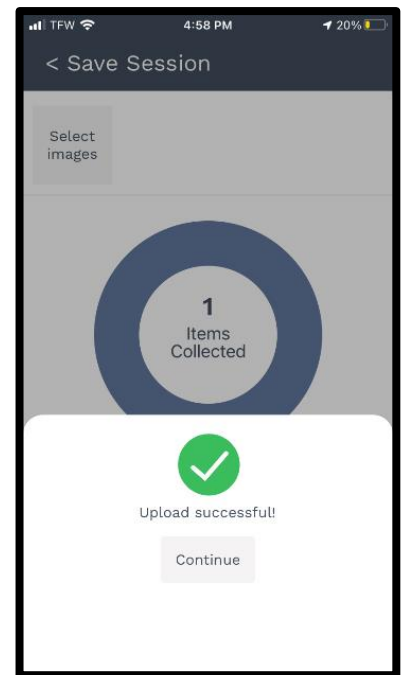 TFW 4:58 PM 20%
< Save Session
Select
images
1
Items
Collected
Upload successful!
Continue